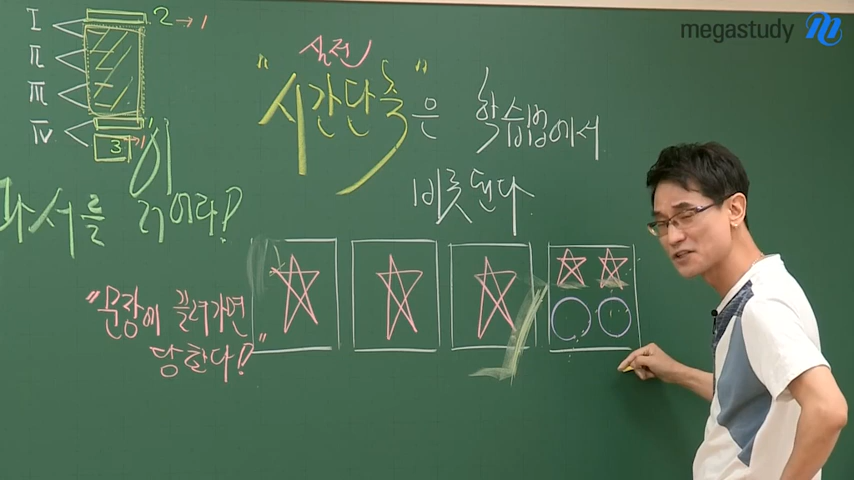 megastudy
I
II
III
IV
2 → 1
3 → 1
실전
"시간단축"은 학습법에서
비롯된다.
"문장에 끌려가면
당한다!"